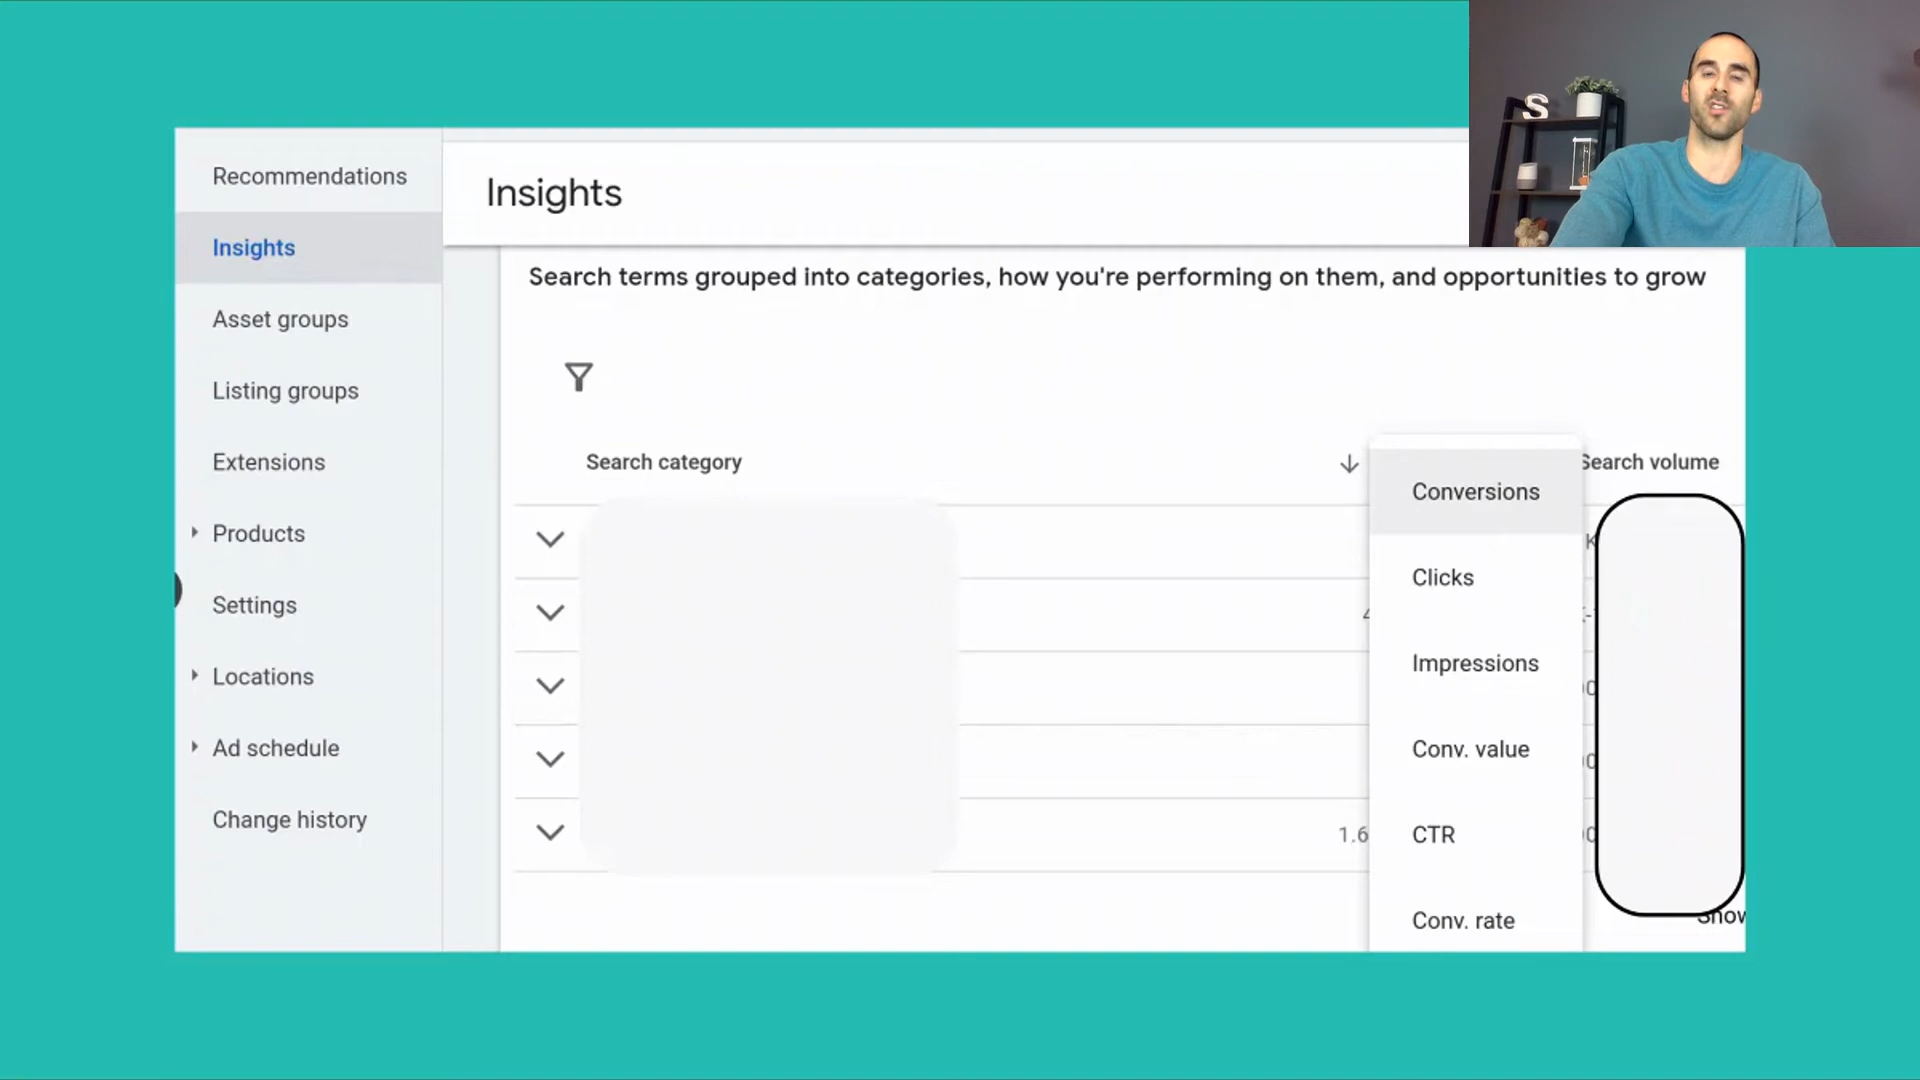 Recommendations
Insights
Asset groups
Listing groups
Extensions
Products
Settings
Locations
Ad schedule
Change history
Insights
Search terms grouped into categories, how you're performing on them, and opportunities to grow
Search category
Search volume
Conversions
Clicks
Impressions
Conv. value
CTR
Conv. rate
1.6
S